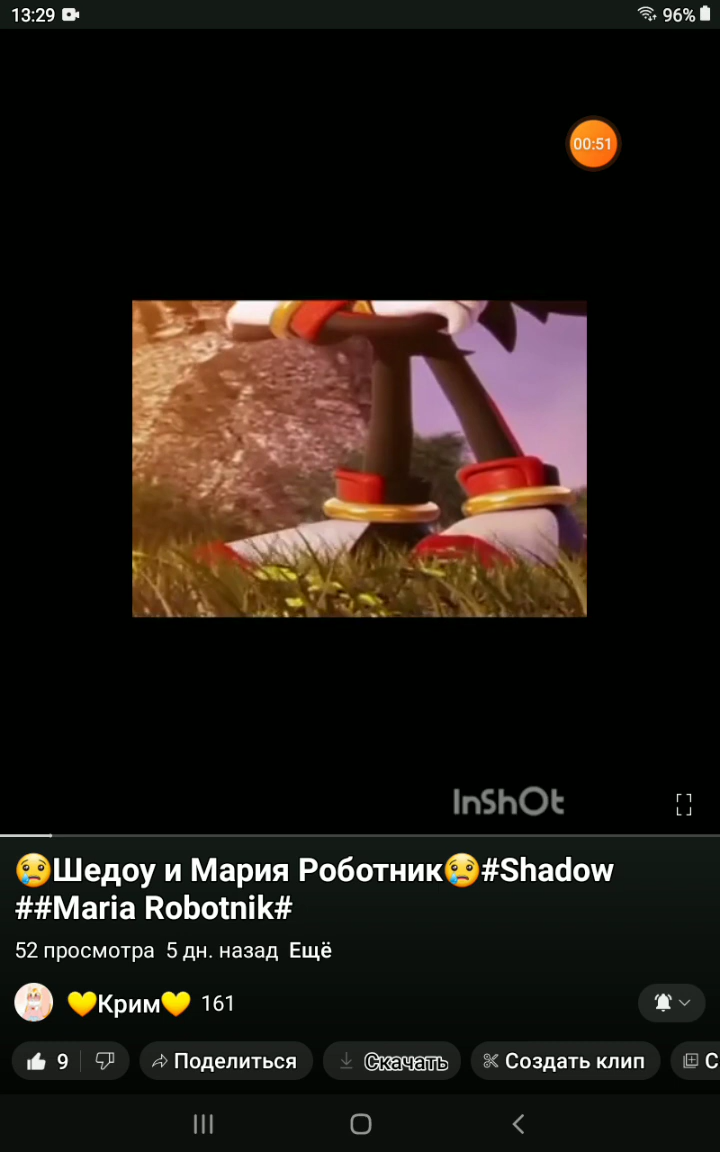 13:29 96%
00:51
InShOt
😢Шедоу и Мария Роботник😢#Shadow
##Maria Robotnik#
52 просмотра 5 дн. назад Ещё
💛Крим💛 161
9 Поделиться Скачать Создать клип С